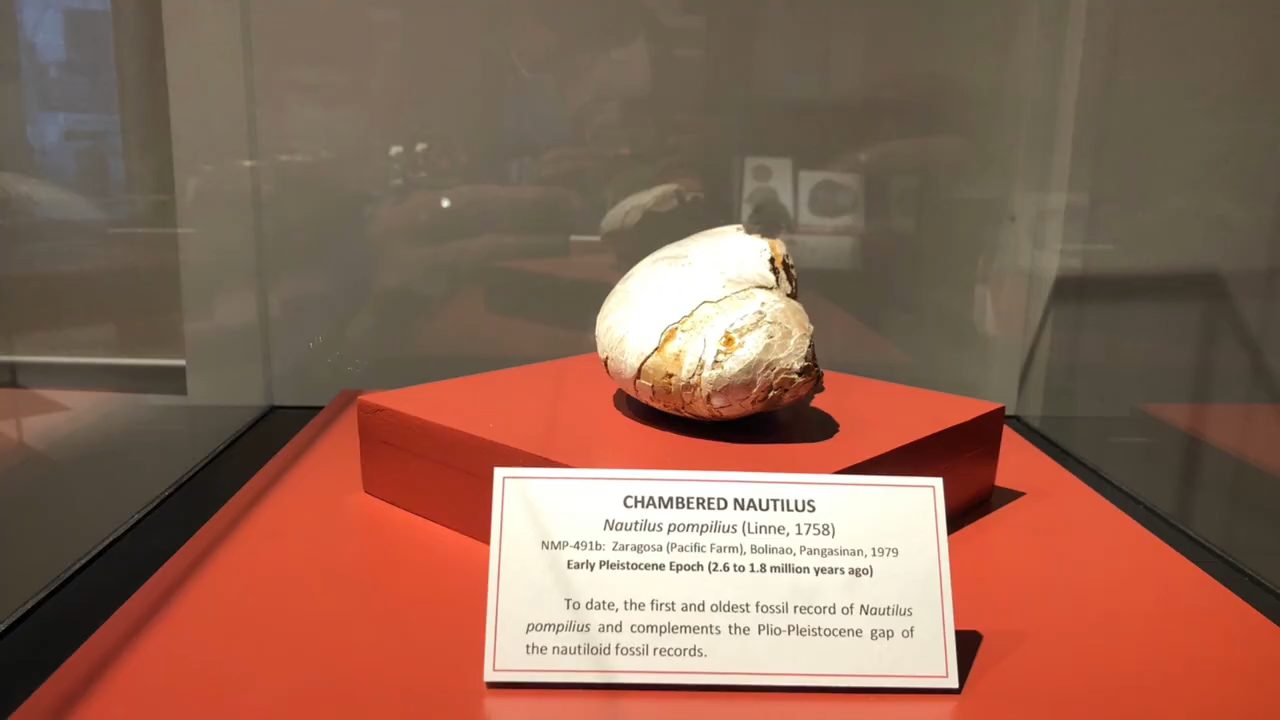 CHAMBERED NAUTILUS
Nautilus pompilius (Linne, 1758)
NMP-491b: Zaragosa (Pacific Farm), Bolinao, Pangasinan, 1979
Early Pleistocene Epoch (2.6 to 1.8 million years ago)
To date, the first and oldest fossil record of Nautilus
pompilius and complements the Plio-Pleistocene gap of
the nautiloid fossil records.